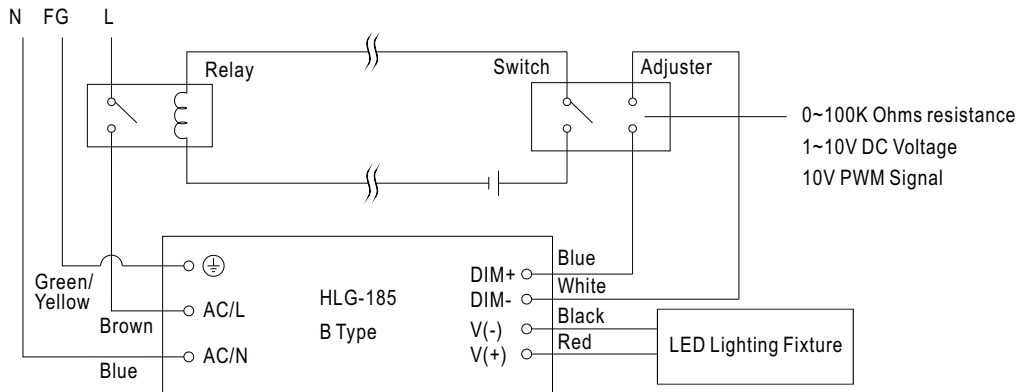 N FG L
Relay
Switch
Adjuster
0~100K Ohms resistance
1~10V DC Voltage
10V PWM Signal
Green/
Yellow
Brown
Blue
AC/L
AC/N
HLG-185
B Type
DIM+
DIM-
V(-)
V(+)
Blue
White
Black
Red
LED Lighting Fixture